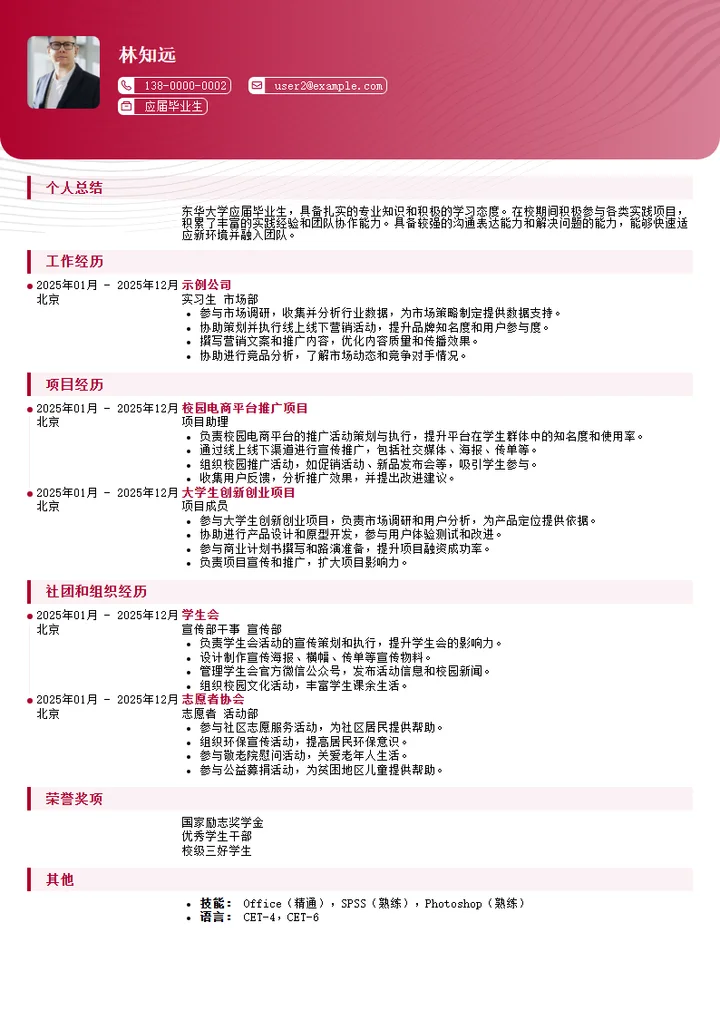 林知远
138-0000-0002 user2@example.com
应届毕业生
个人总结
东华大学应届毕业生，具备扎实的专业知识和积极的学习态度。在校期间积极参与各类实践项目，
积累了丰富的实践经验和团队协作能力。具备较强的沟通表达能力和解决问题的能力，能够快速适
应新环境并融入团队。
工作经历
2025年01月 - 2025年12月 示例公司
北京 实习生 市场部
• 参与市场调研，收集并分析行业数据，为市场策略制定提供数据支持。
• 协助策划并执行线上线下营销活动，提升品牌知名度和用户参与度。
• 撰写营销文案和推广内容，优化内容质量和传播效果。
• 协助进行竞品分析，了解市场动态和竞争对手情况。
项目经历
2025年01月 - 2025年12月 校园电商平台推广项目
北京 项目助理
• 负责校园电商平台的推广活动策划与执行，提升平台在学生群体中的知名度和使用率。
• 通过线上线下渠道进行宣传推广，包括社交媒体、海报、传单等。
• 组织校园推广活动，如促销活动、新品发布会等，吸引学生参与。
• 收集用户反馈，分析推广效果，并提出改进建议。
2025年01月 - 2025年12月 大学生创新创业项目
北京 项目成员
• 参与大学生创新创业项目，负责市场调研和用户分析，为产品定位提供依据。
• 协助进行产品设计和原型开发，参与用户体验测试和改进。
• 参与商业计划书撰写和路演准备，提升项目融资成功率。
• 负责项目宣传和推广，扩大项目影响力。
社团和组织经历
2025年01月 - 2025年12月 学生会
北京 宣传部干事 宣传部
• 负责学生会活动的宣传策划和执行，提升学生会的影响力。
• 设计制作宣传海报、横幅、传单等宣传物料。
• 管理学生会官方微信公众号，发布活动信息和校园新闻。
• 组织校园文化活动，丰富学生课余生活。
2025年01月 - 2025年12月 志愿者协会
北京 志愿者 活动部
• 参与社区志愿服务活动，为社区居民提供帮助。
• 组织环保宣传活动，提高居民环保意识。
• 参与敬老院慰问活动，关爱老年人生活。
• 参与公益募捐活动，为贫困地区儿童提供帮助。
荣誉奖项
国家励志奖学金
优秀学生干部
校级三好学生
其他
• 技能： Office（精通），SPSS（熟练），Photoshop（熟练）
• 语言： CET-4，CET-6